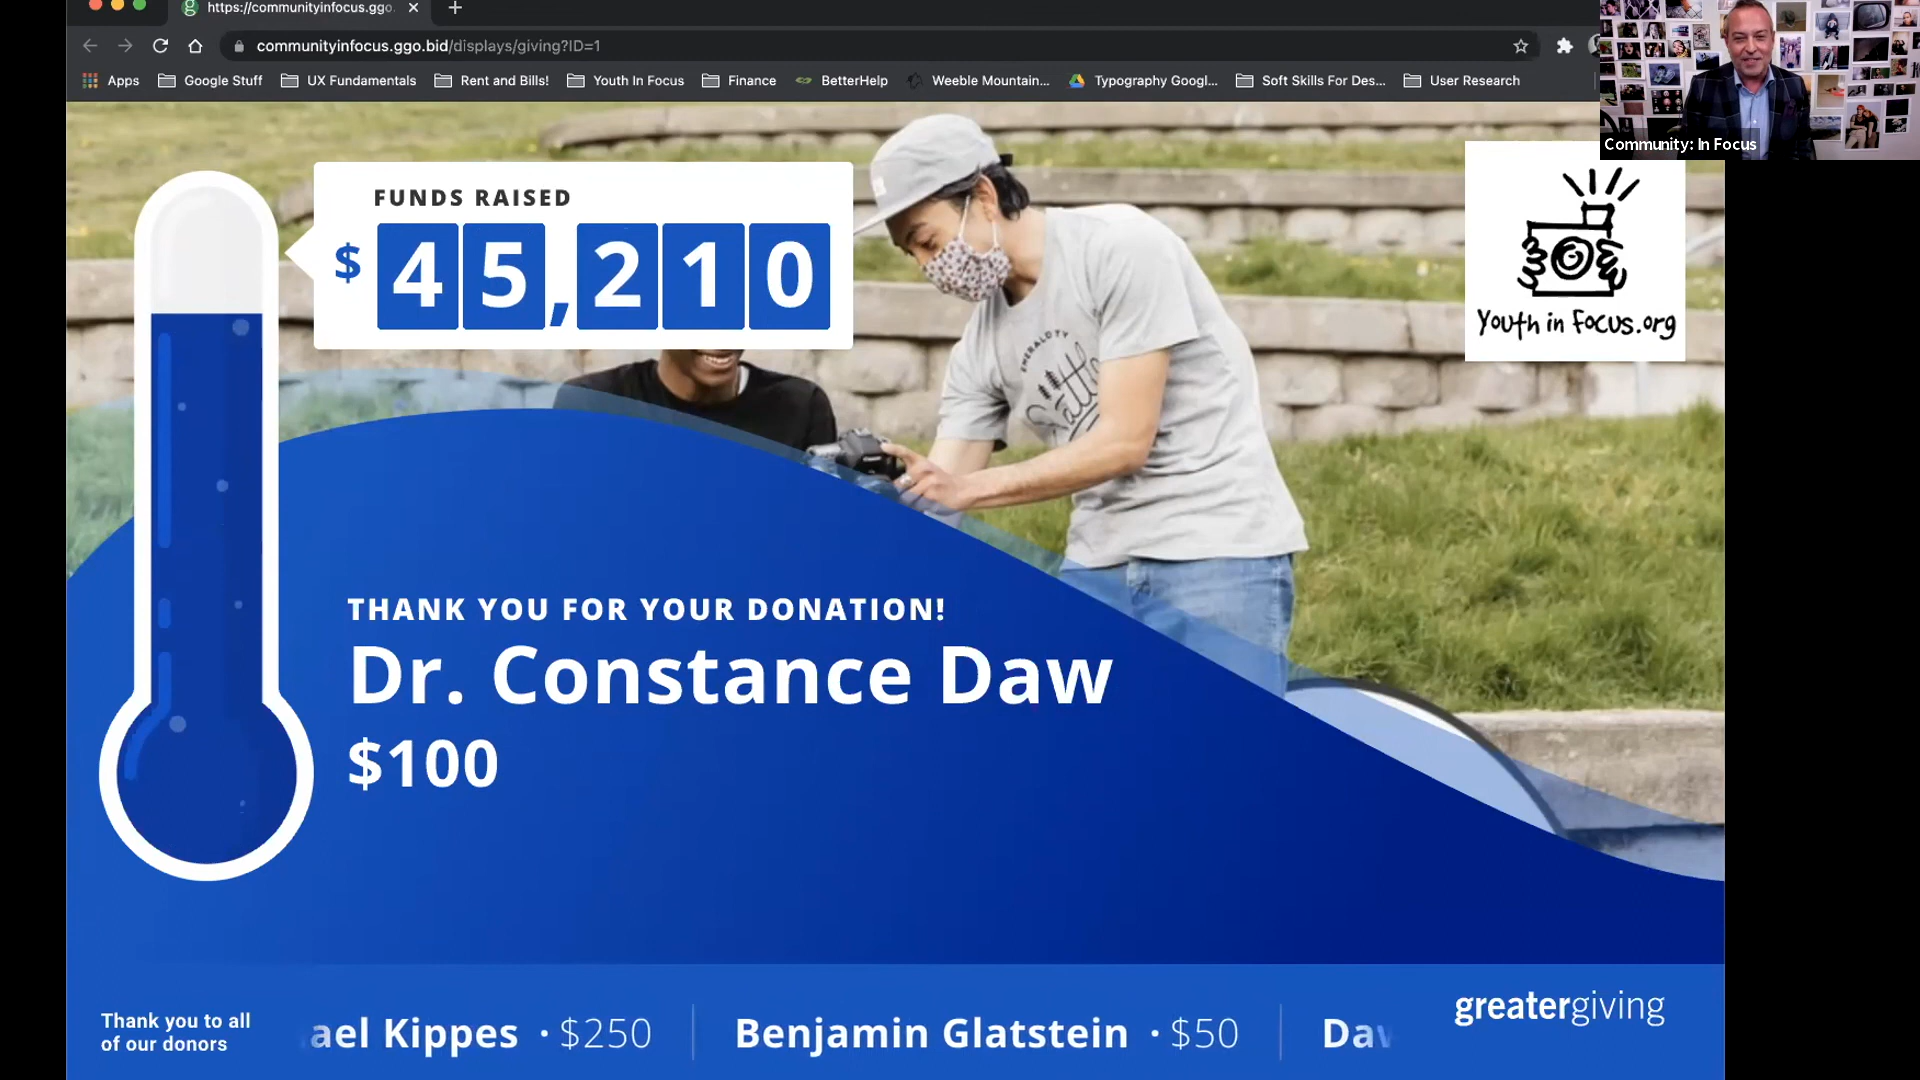 https://communityinfocus.ggo.
communityinfocus.ggo.bid/displays/giving?ID=1
Apps
Google Stuff
UX Fundamentals
Rent and Bills!
Youth In Focus
Finance
BetterHelp
Weeble Mountain...
Typography Googl...
Soft Skills For Des...
User Research
Community: In Focus
FUNDS RAISED
$45,210
Youth in Focus.org
EMERALD
Seattle
THANK YOU FOR YOUR DONATION!
Dr. Constance Daw
$100
Thank you to all
of our donors
ael Kippes · $250
Benjamin Glatstein · $50
Daw
greatergiving